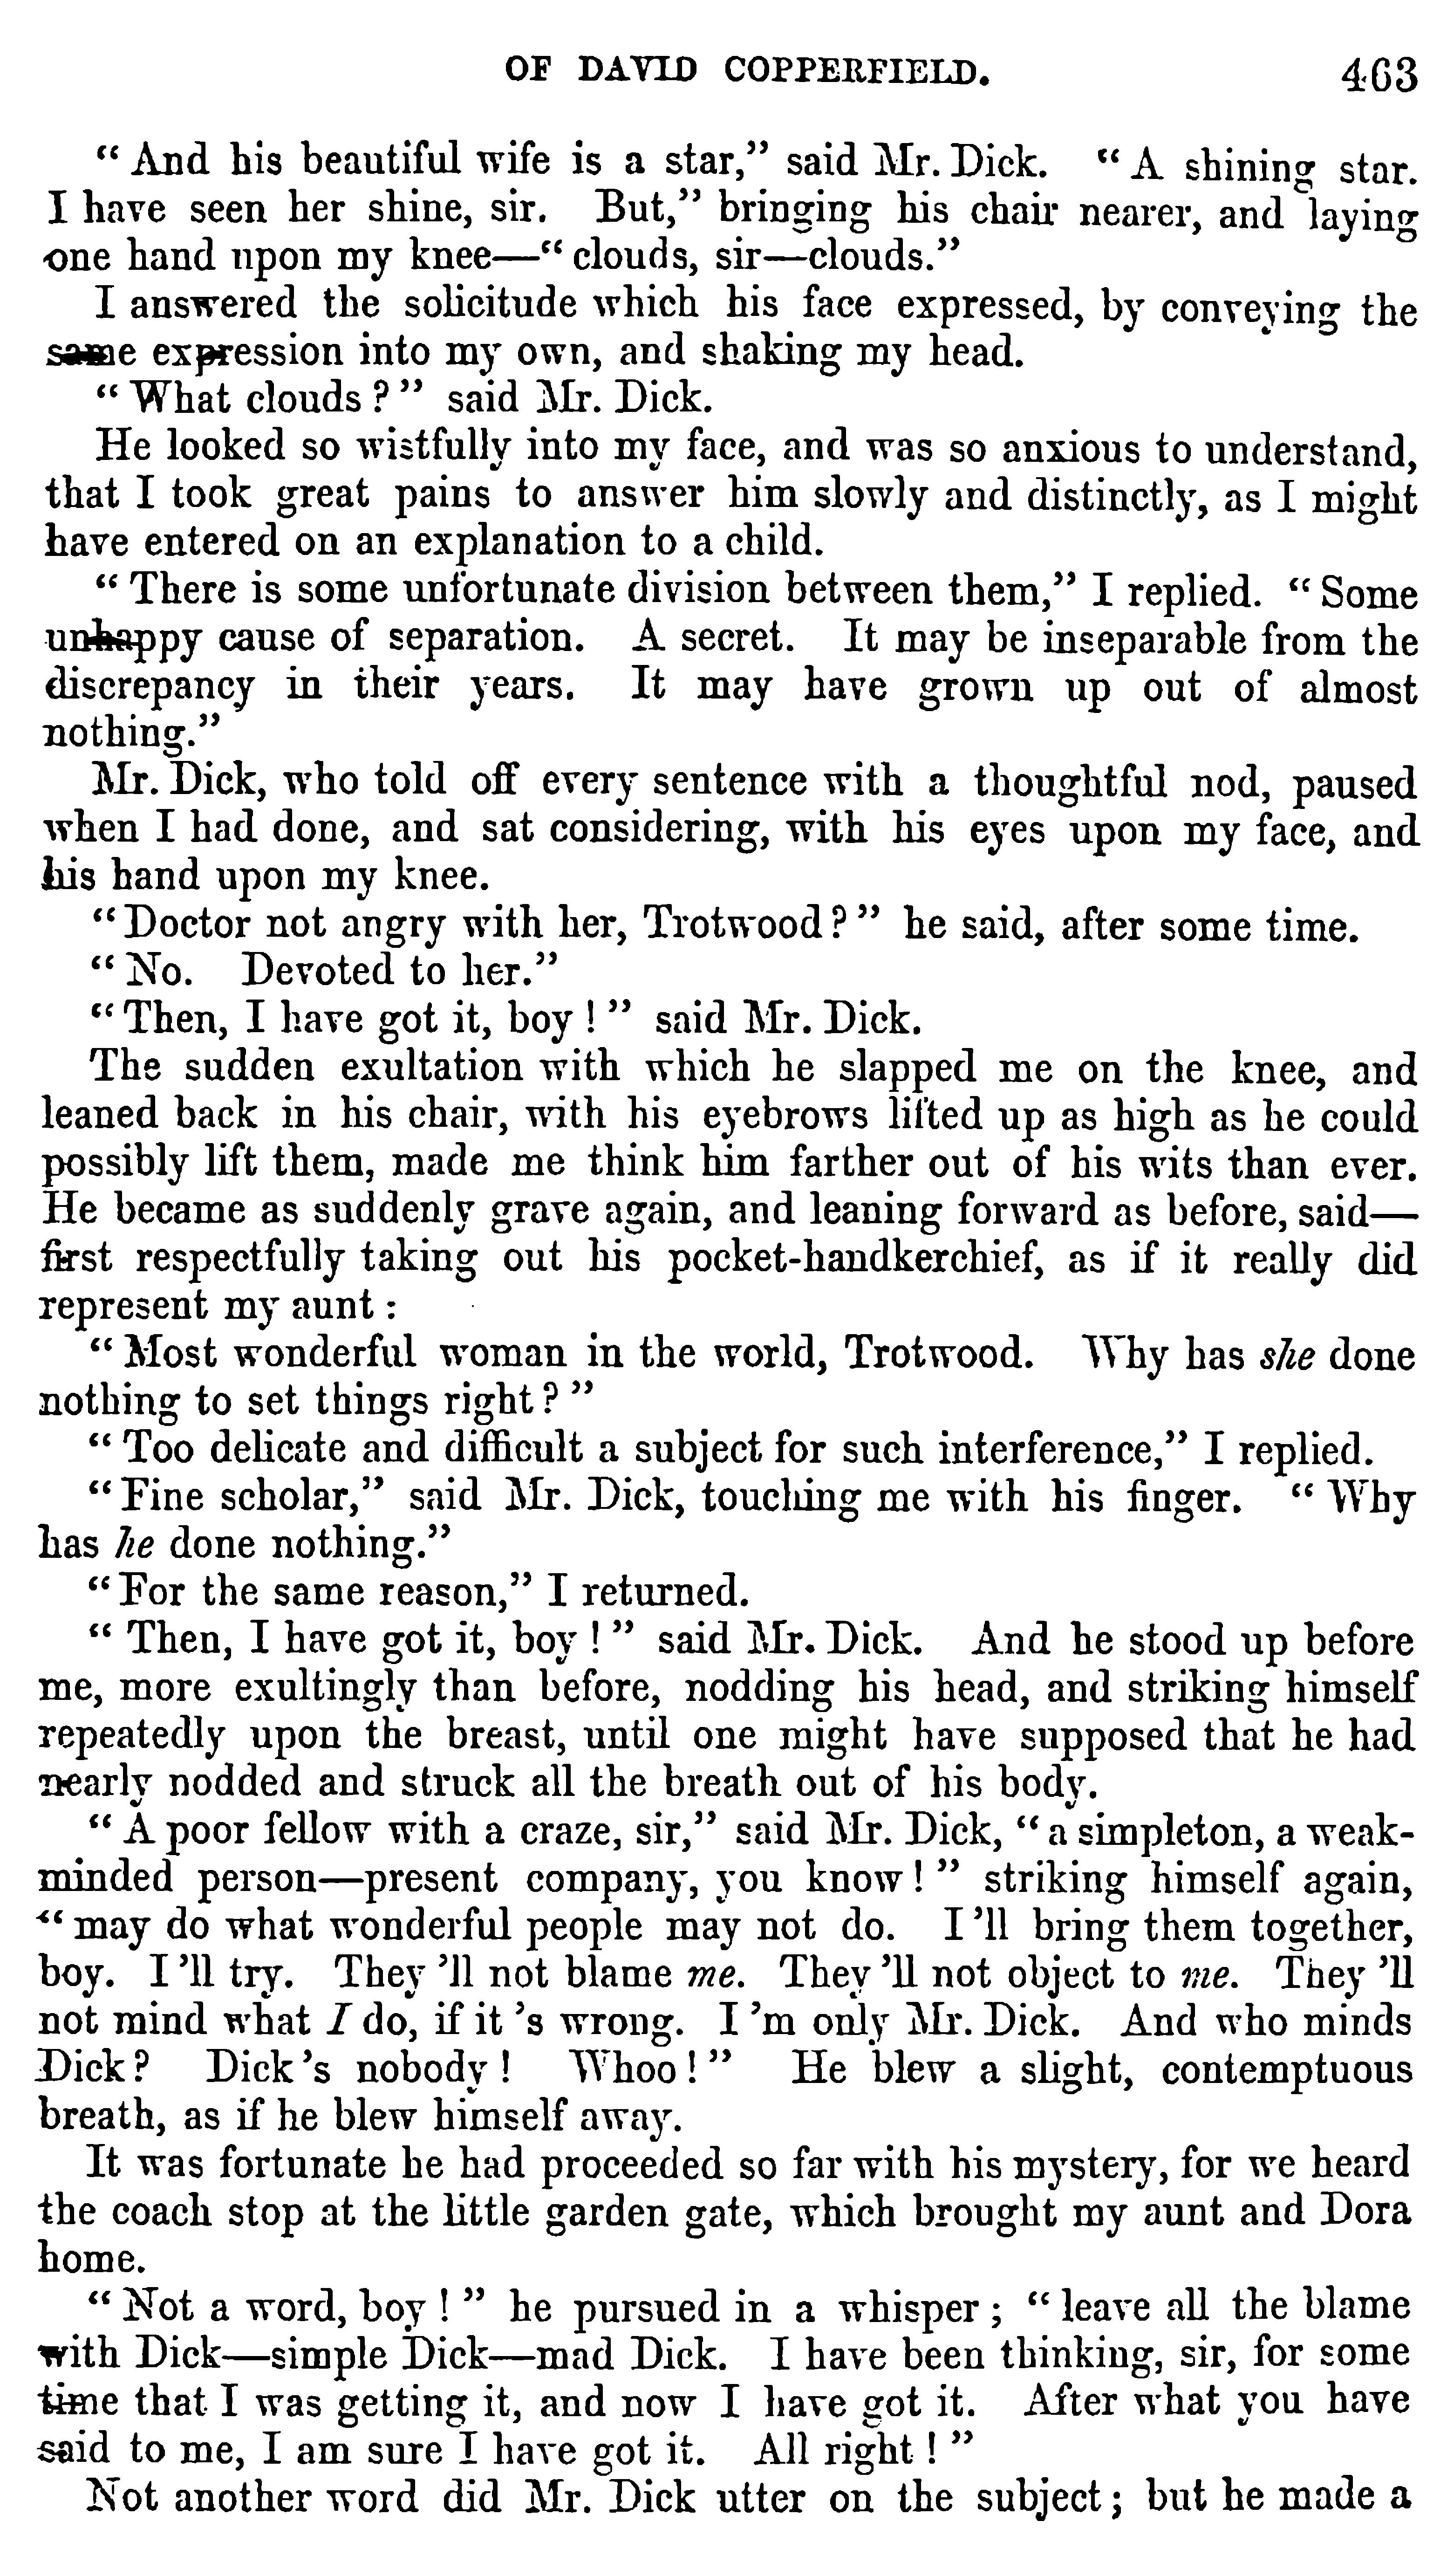 OF DAVID COPPERFIELD. 463
“And his beautiful wife is a star,” said Mr. Dick. “A shining star.
I have seen her shine, sir. But,” bringing his chair nearer, and laying
one hand upon my knee—“clouds, sir—clouds.”
I answered the solicitude which his face expressed, by conveying the
same expression into my own, and shaking my head.
“What clouds?” said Mr. Dick.
He looked so wistfully into my face, and was so anxious to understand,
that I took great pains to answer him slowly and distinctly, as I might
have entered on an explanation to a child.
“There is some unfortunate division between them,” I replied. “Some
unhappy cause of separation. A secret. It may be inseparable from the
discrepancy in their years. It may have grown up out of almost
nothing.”
Mr. Dick, who told off every sentence with a thoughtful nod, paused
when I had done, and sat considering, with his eyes upon my face, and
his hand upon my knee.
“Doctor not angry with her, Trotwood?” he said, after some time.
“No. Devoted to her.”
“Then, I have got it, boy!” said Mr. Dick.
The sudden exultation with which he slapped me on the knee, and
leaned back in his chair, with his eyebrows lifted up as high as he could
possibly lift them, made me think him farther out of his wits than ever.
He became as suddenly grave again, and leaning forward as before, said—
first respectfully taking out his pocket-handkerchief, as if it really did
represent my aunt:
“Most wonderful woman in the world, Trotwood. Why has she done
nothing to set things right?”
“Too delicate and difficult a subject for such interference,” I replied.
“Fine scholar,” said Mr. Dick, touching me with his finger. “Why
has he done nothing.”
“For the same reason,” I returned.
“Then, I have got it, boy!” said Mr. Dick. And he stood up before
me, more exultingly than before, nodding his head, and striking himself
repeatedly upon the breast, until one might have supposed that he had
nearly nodded and struck all the breath out of his body.
“A poor fellow with a craze, sir,” said Mr. Dick, “a simpleton, a weak-
minded person—present company, you know!” striking himself again,
“may do what wonderful people may not do. I’ll bring them together,
boy. I’ll try. They’ll not blame me. They’ll not object to me. They’ll
not mind what I do, if it’s wrong. I’m only Mr. Dick. And who minds
Dick? Dick’s nobody! Whoo!” He blew a slight, contemptuous
breath, as if he blew himself away.
It was fortunate he had proceeded so far with his mystery, for we heard
the coach stop at the little garden gate, which brought my aunt and Dora
home.
“Not a word, boy!” he pursued in a whisper; “leave all the blame
with Dick—simple Dick—mad Dick. I have been thinking, sir, for some
time that I was getting it, and now I have got it. After what you have
said to me, I am sure I have got it. All right!”
Not another word did Mr. Dick utter on the subject; but he made a